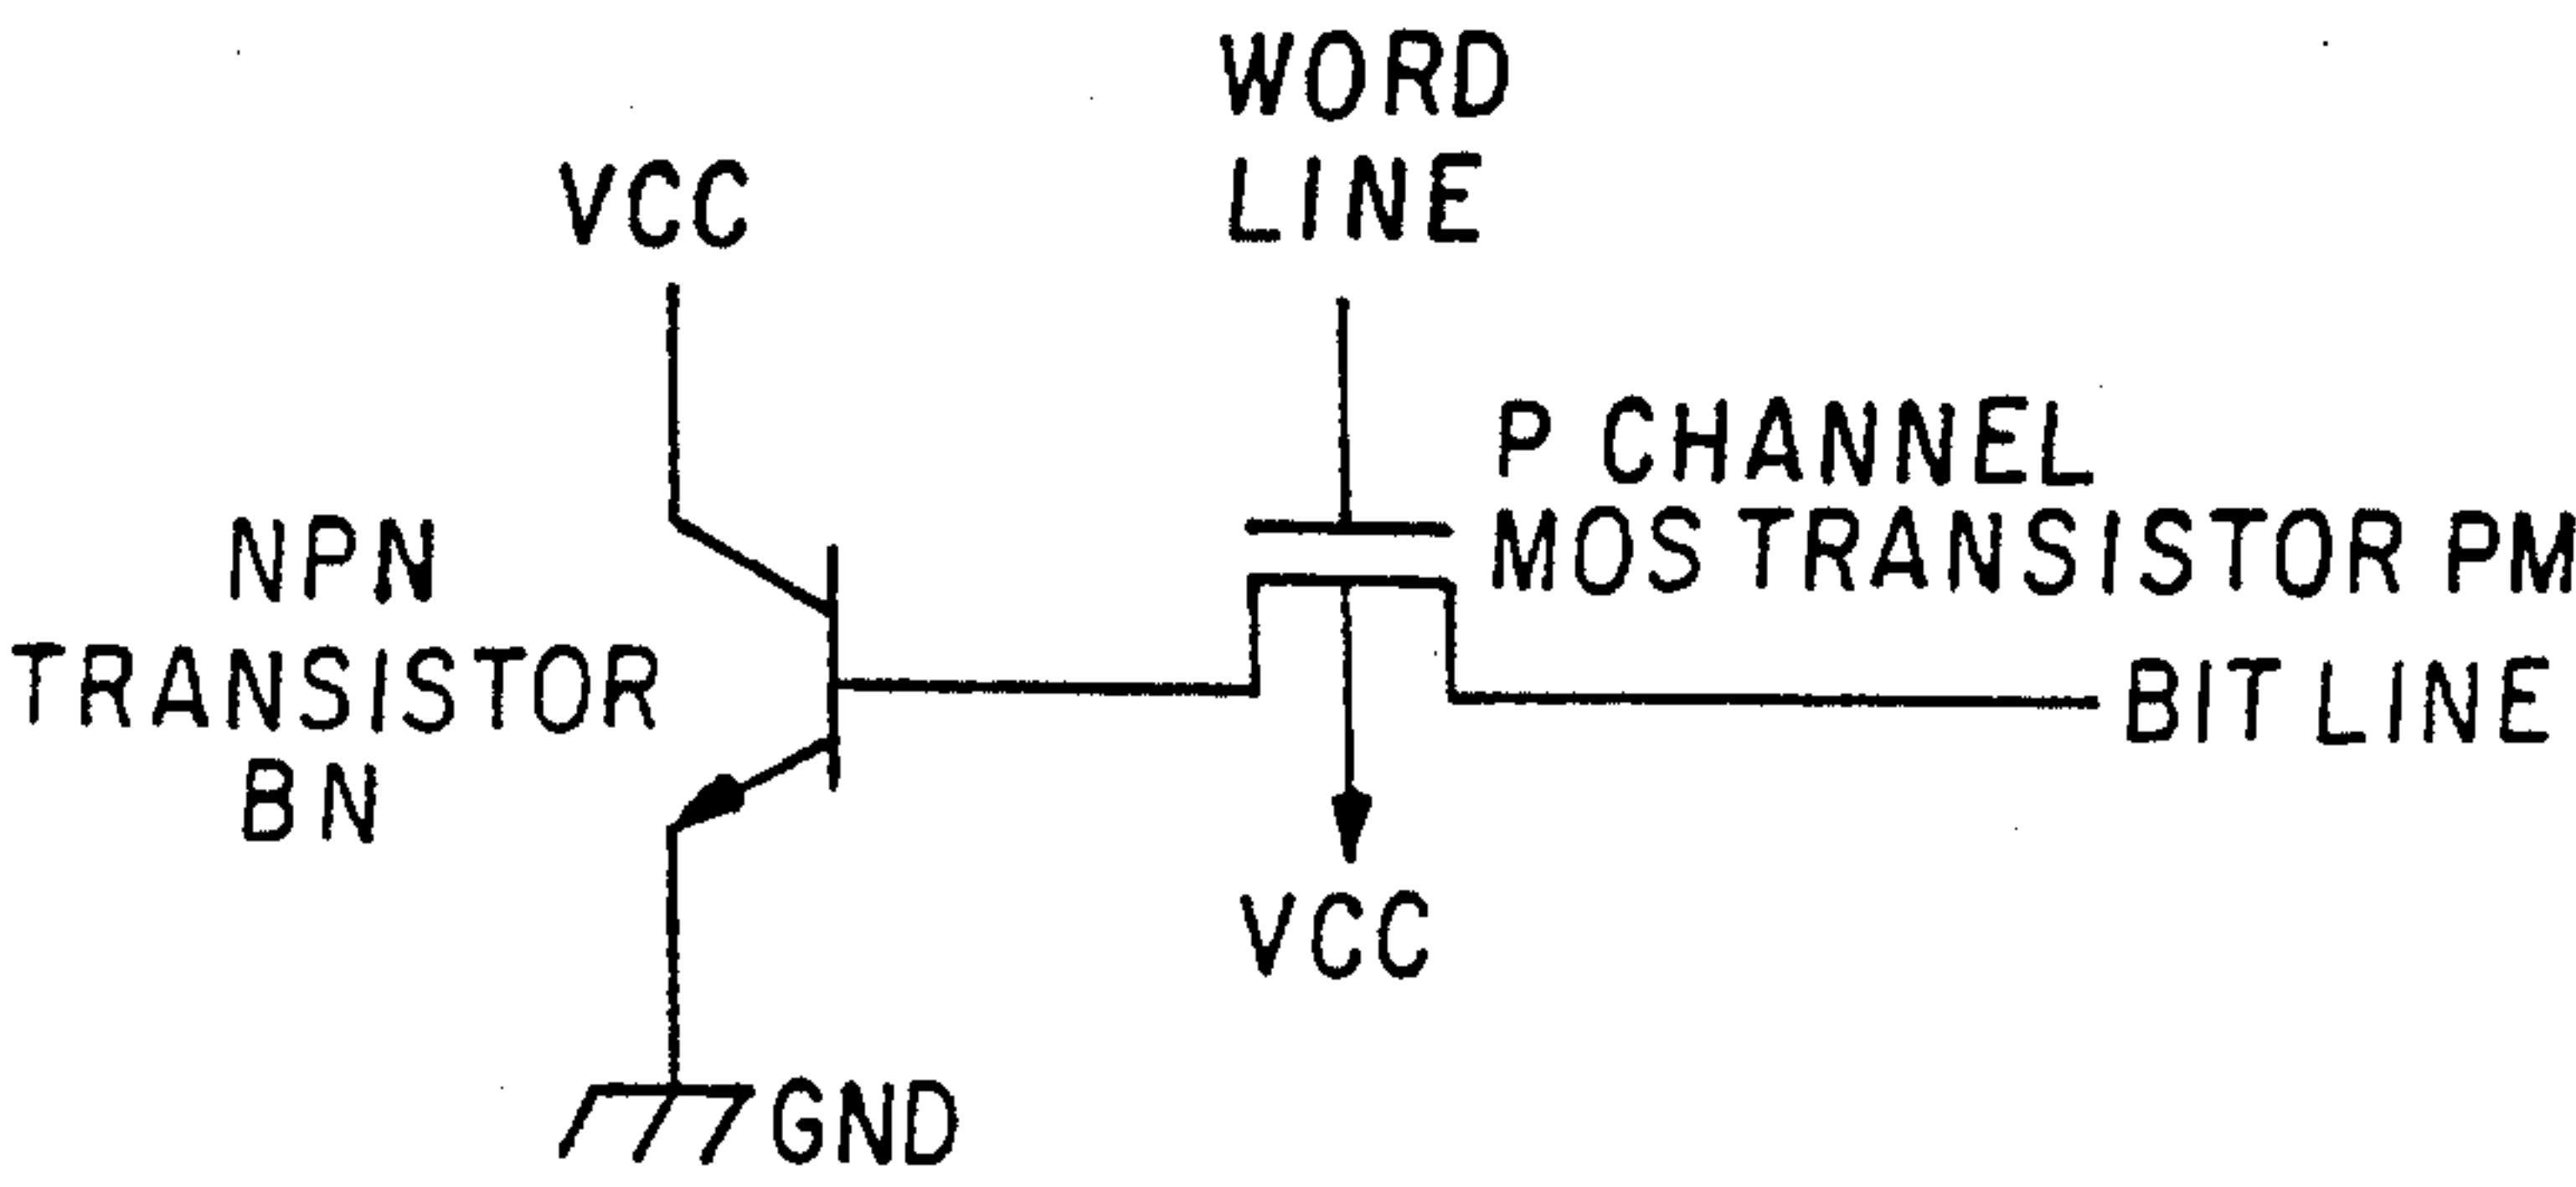 WORD
LINE
VCC
P CHANNEL
MOS TRANSISTOR PM
NPN
TRANSISTOR
BN
BIT LINE
VCC
GND